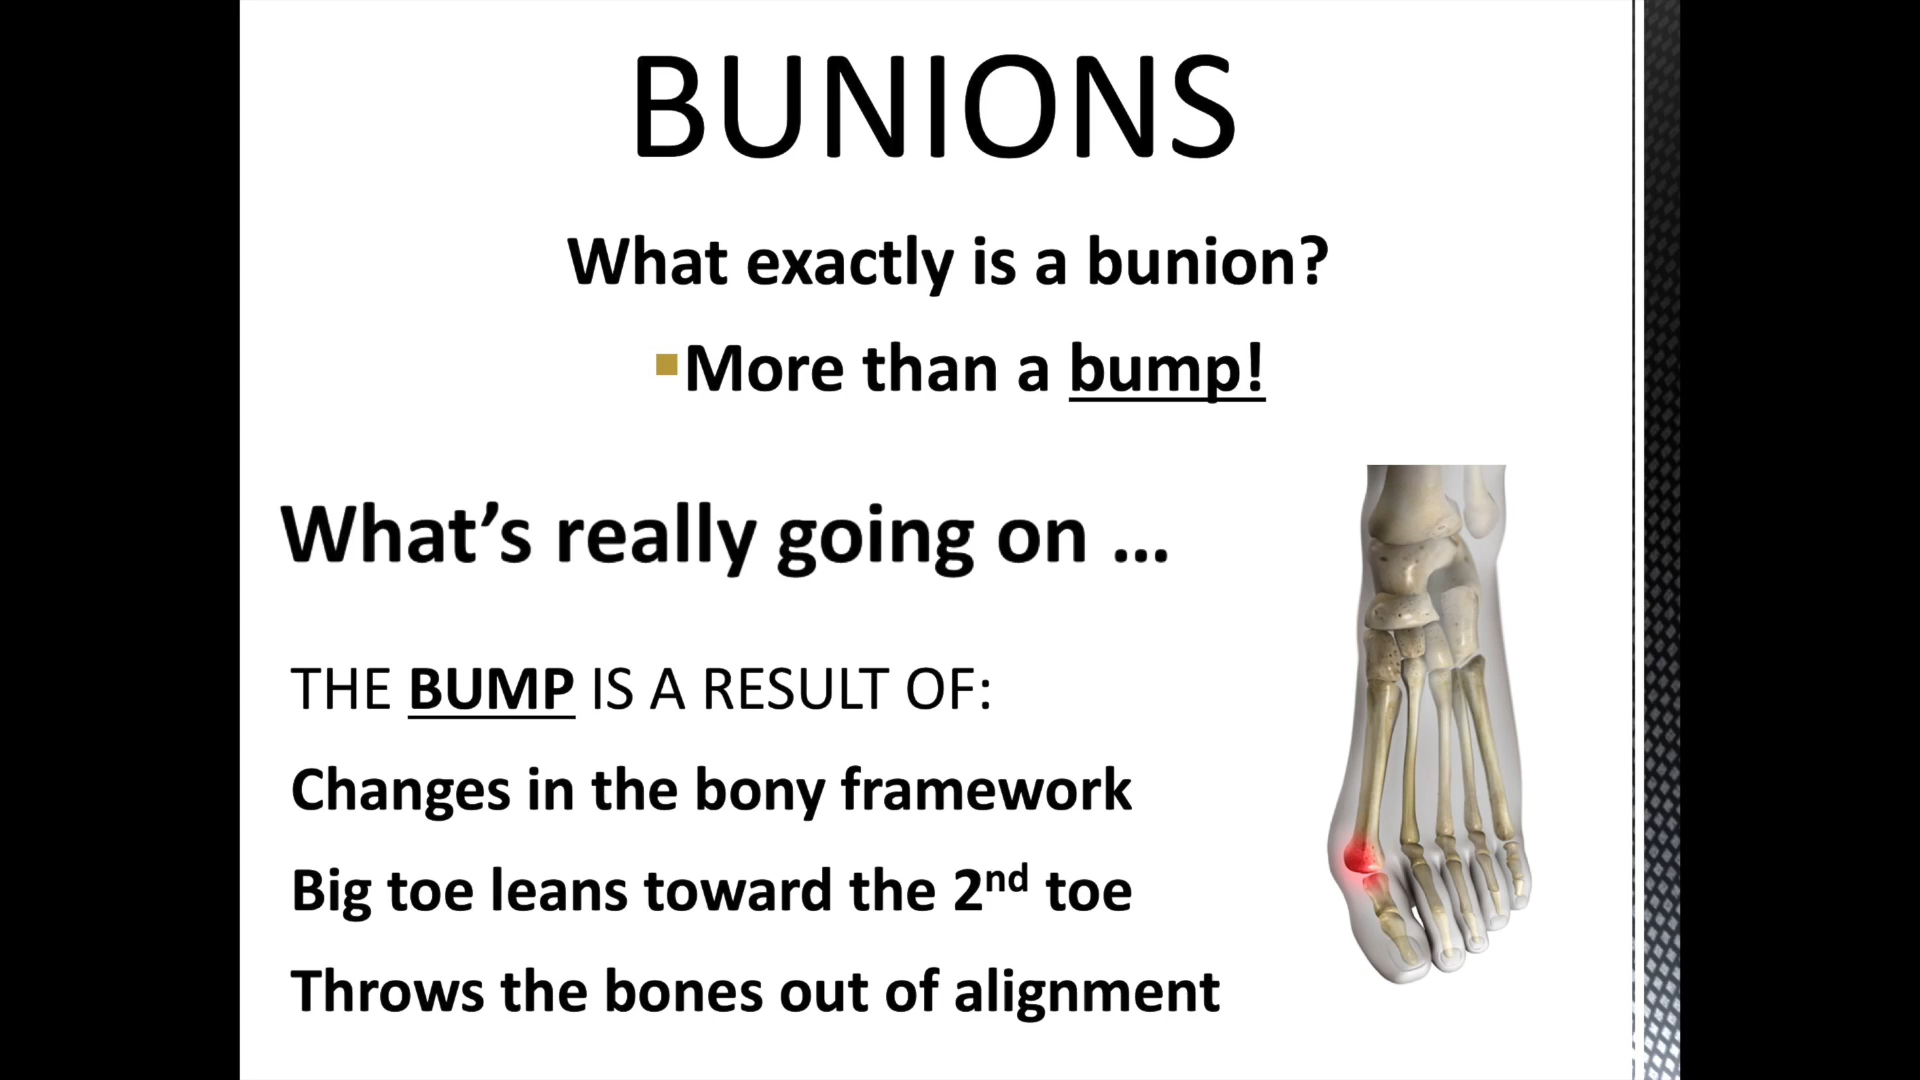 BUNIONS
What exactly is a bunion?
▪More than a bump!
What’s really going on ...
THE BUMP IS A RESULT OF:
Changes in the bony framework
Big toe leans toward the 2nd toe
Throws the bones out of alignment